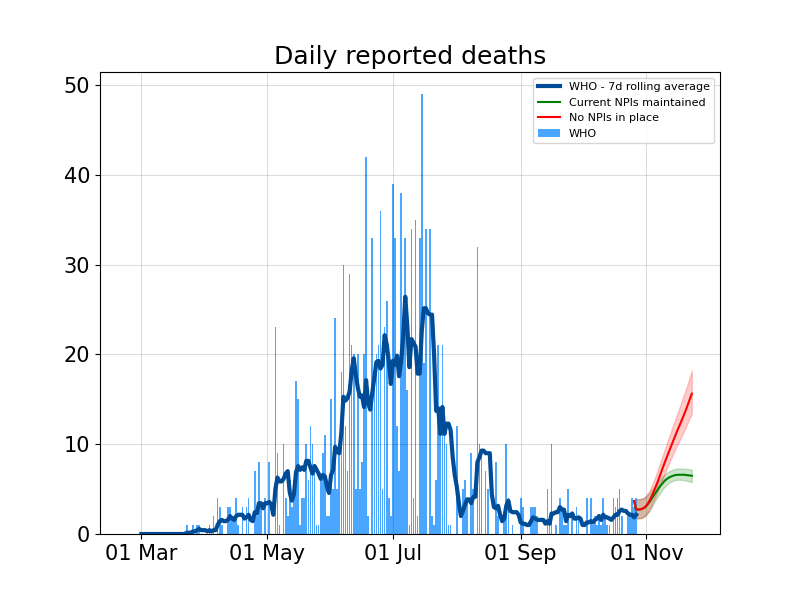 Daily reported deaths
WHO - 7d rolling average
Current NPIs maintained
No NPIs in place
WHO
50
40
30
20
10
0
01 Mar
01 May
01 Jul
01 Sep
01 Nov